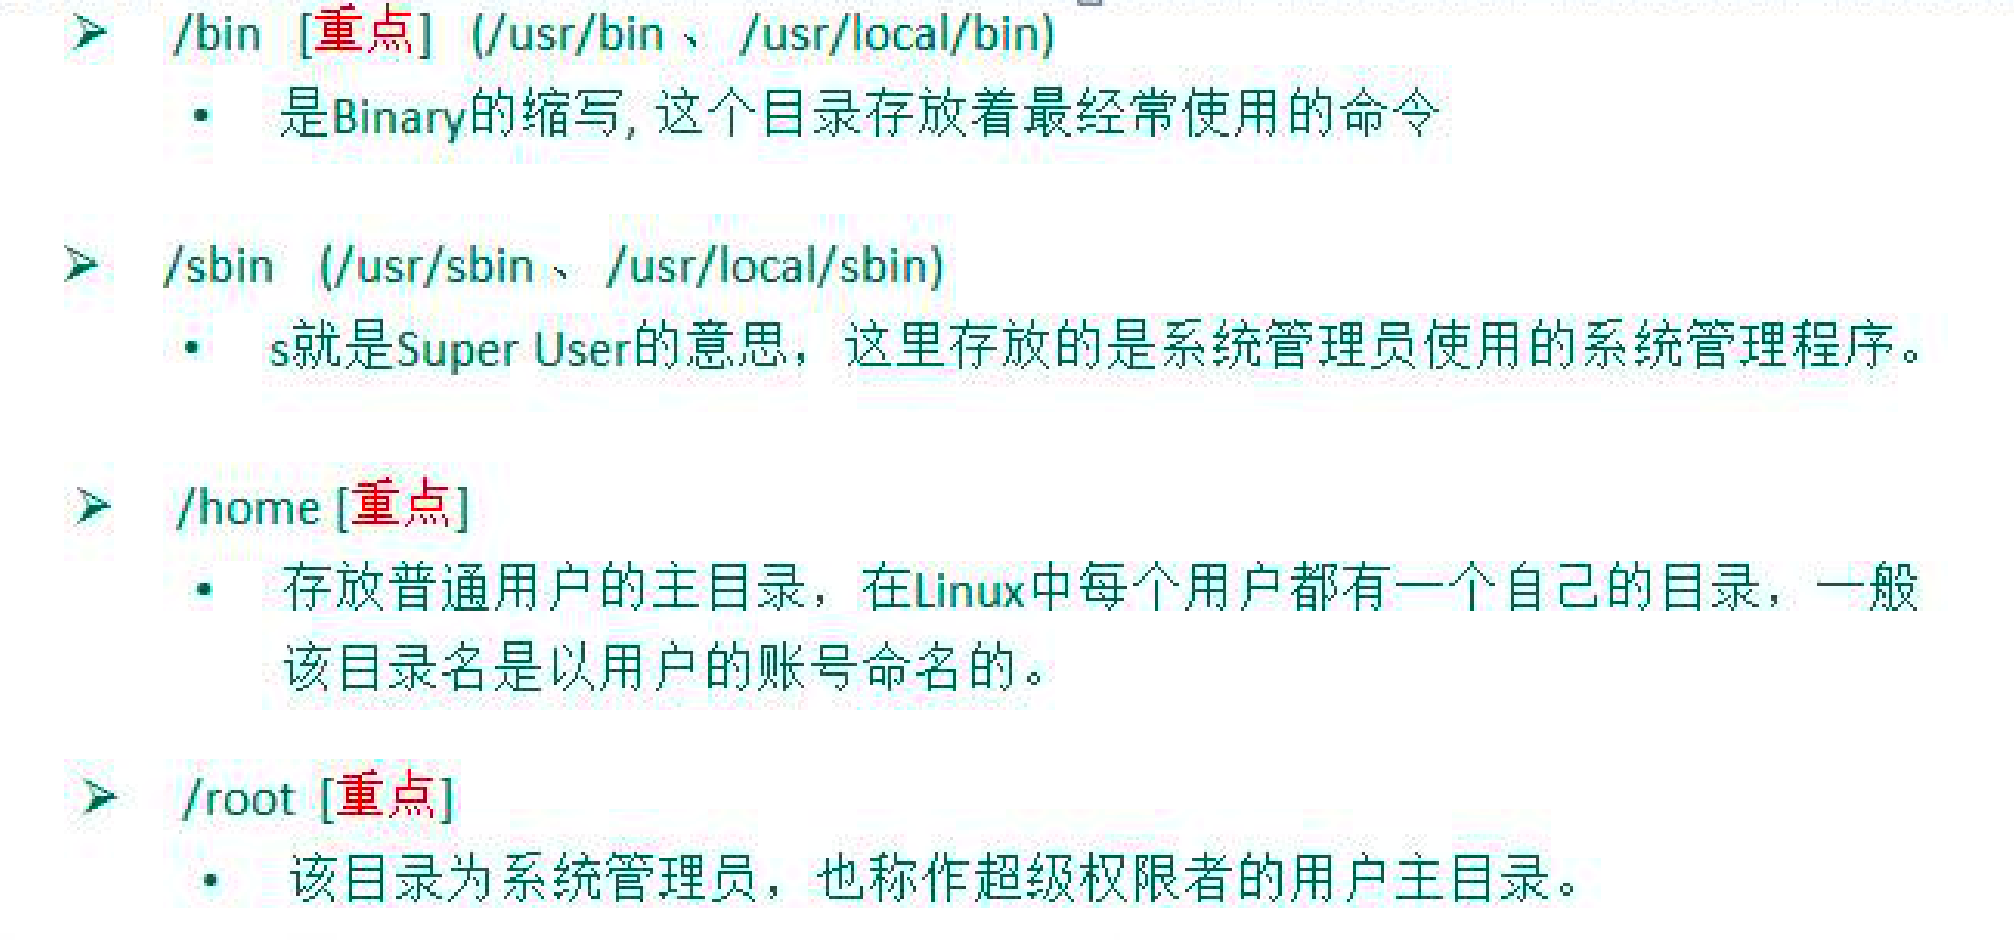 ➢ /bin [重点] (/usr/bin 、 /usr/local/bin)
• 是Binary的缩写, 这个目录存放着最经常使用的命令
➢ /sbin (/usr/sbin 、 /usr/local/sbin)
• s就是Super User的意思，这里存放的是系统管理员使用的系统管理程序。
➢ /home [重点]
• 存放普通用户的主目录，在Linux中每个用户都有一个自己的目录，一般
该目录名是以用户的账号命名的。
➢ /root [重点]
• 该目录为系统管理员，也称作超级权限者的用户主目录。